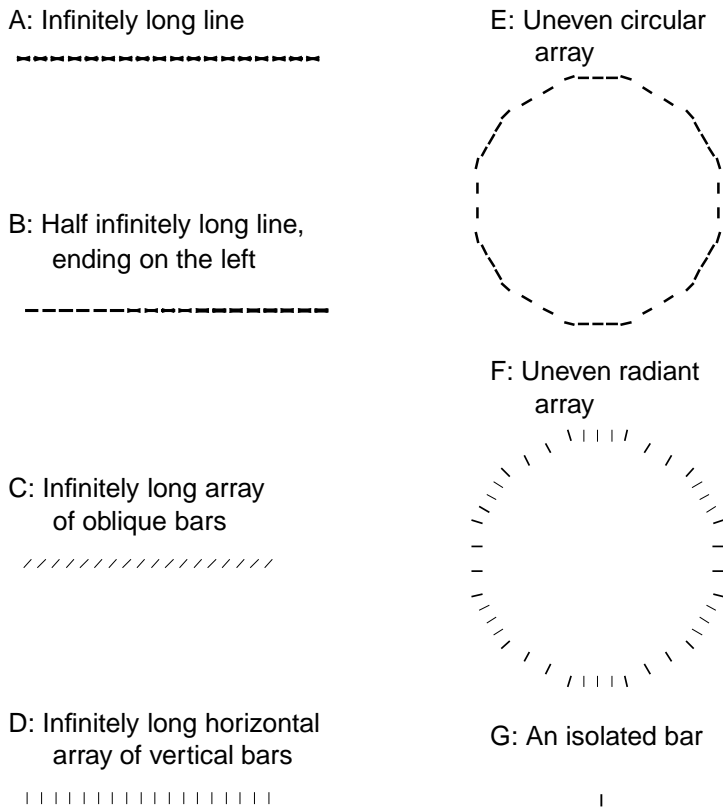 A: Infinitely long line
B: Half infinitely long line,
ending on the left
C: Infinitely long array
of oblique bars
D: Infinitely long horizontal
array of vertical bars
E: Uneven circular
array
F: Uneven radiant
array
G: An isolated bar